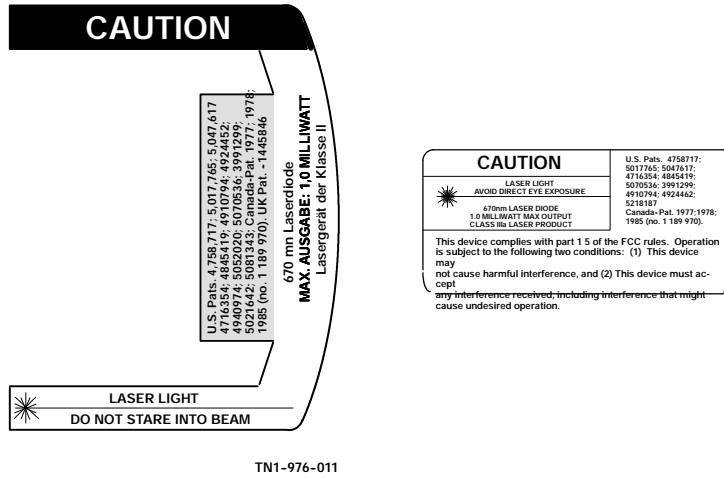 CAUTION
U.S. Pats. 4,758,717; 5,017,765; 5,047,617
4716354; 4845419; 4910794; 4924452;
4940974; 5052020; 5070536; 3991299;
5021642; 5081343; Canada-Pat. 1977; 1978;
1985 (no. 1 189 970). UK Pat. -1445846
670 mn Laserdiode
MAX. AUSGABE: 1,0 MILLIWATT
Lasergerät der Klasse II
LASER LIGHT
DO NOT STARE INTO BEAM
TN1-976-011
CAUTION
LASER LIGHT
AVOID DIRECT EYE EXPOSURE
670nm LASER DIODE
1.0 MILLIWATT MAX OUTPUT
CLASS IIIa LASER PRODUCT
U.S. Pats. 4758717;
5017765; 5047617;
4716354; 4845419;
5070536; 3991299;
4910794; 4924462;
5218187
Canada-Pat. 1977;1978;
1985 (no. 1 189 970).
This device complies with part 1 5 of the FCC rules. Operation
is subject to the following two conditions: (1) This device
may
not cause harmful interference, and (2) This device must ac-
cept
any interference received, including interference that might
cause undesired operation.